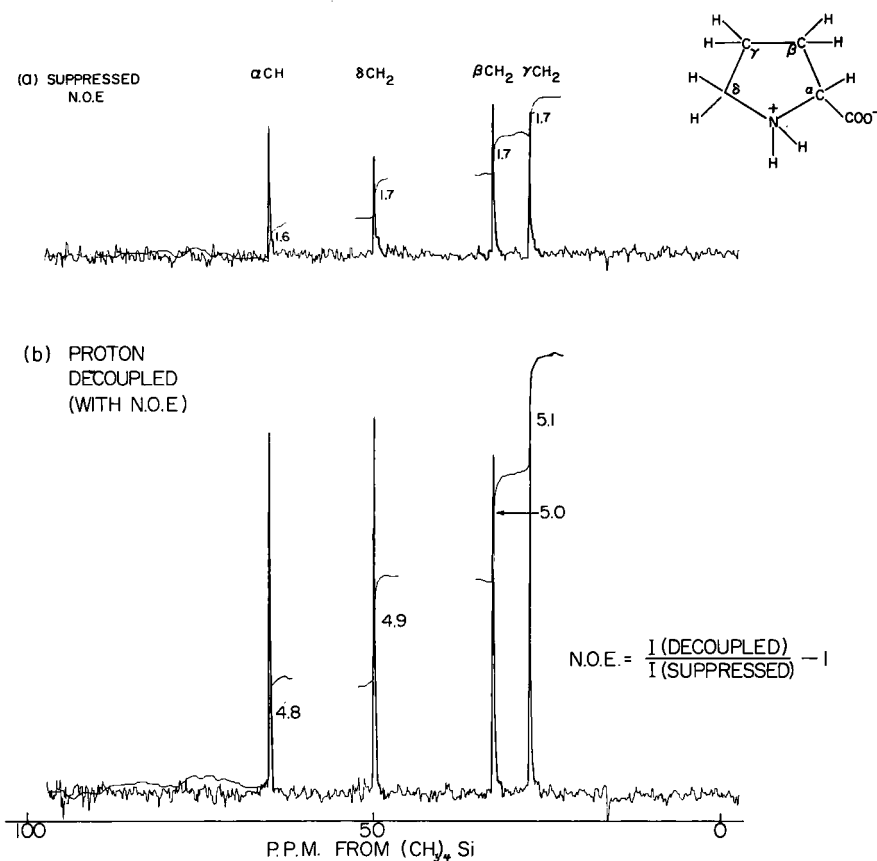 (a) SUPPRESSED
N.O.E
αCH
δCH₂
βCH₂
γCH₂
1.6
1.7
1.7
1.7
H H
H C γ
β C H
H δ
H
α C H
COO⁻
N +
H H
(b) PROTON
DECOUPLED
(WITH N.O.E)
4.8
4.9
5.0
5.1
N.O.E. = I (DECOUPLED) / I (SUPPRESSED) − 1
100 50 0
P.P.M. FROM (CH₃)₄ Si